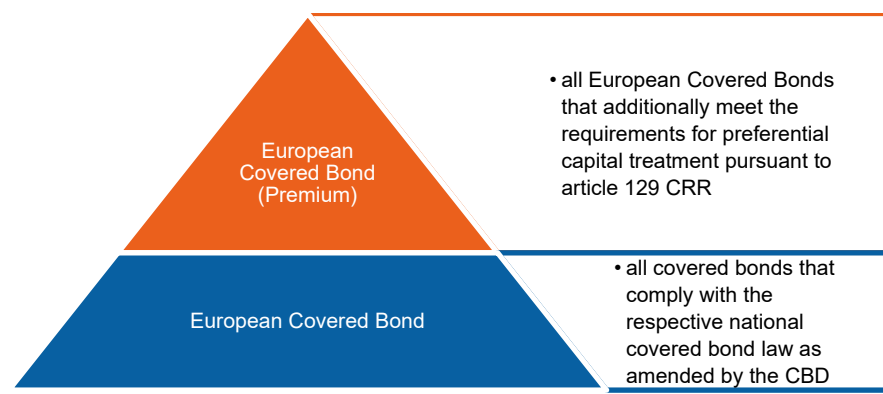 European
Covered Bond
(Premium)
• all European Covered Bonds
that additionally meet the
requirements for preferential
capital treatment pursuant to
article 129 CRR
European Covered Bond
• all covered bonds that
comply with the
respective national
covered bond law as
amended by the CBD